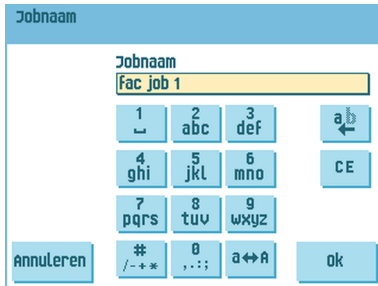 Jobnaam
Jobnaam
fac job 1
1 2 3
␣ abc def ab
4 5 6
ghi jkl mno CE
7 8 9
pqrs tuv wxyz
Annuleren # 0 a↔A Ok
/-+* ,.:;